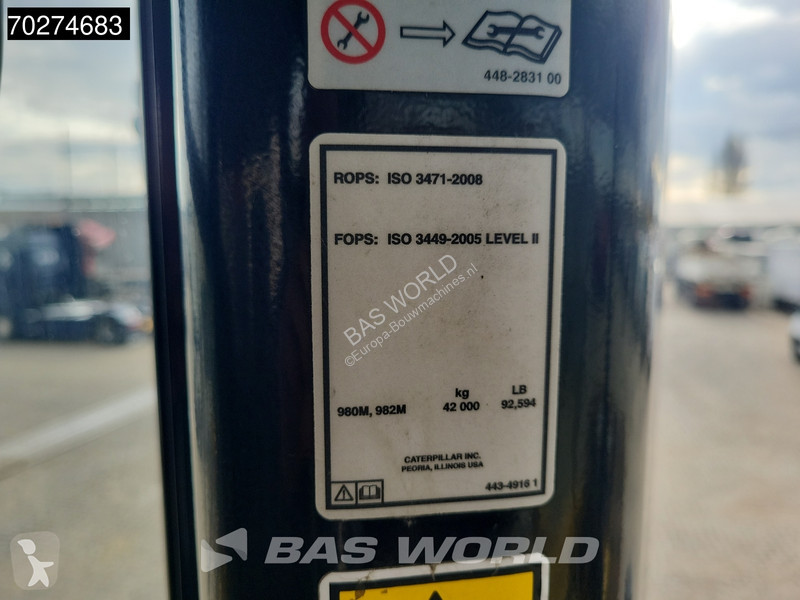 70274683
448-2831 00
ROPS: ISO 3471-2008
FOPS: ISO 3449-2005 LEVEL II
BAS WORLD
©Europa-Bouwmachines.nl
kg LB
980M, 982M 42 000 92,594
CATERPILLAR INC.
PEORIA, ILLINOIS USA
443-4916 1
BAS WORLD